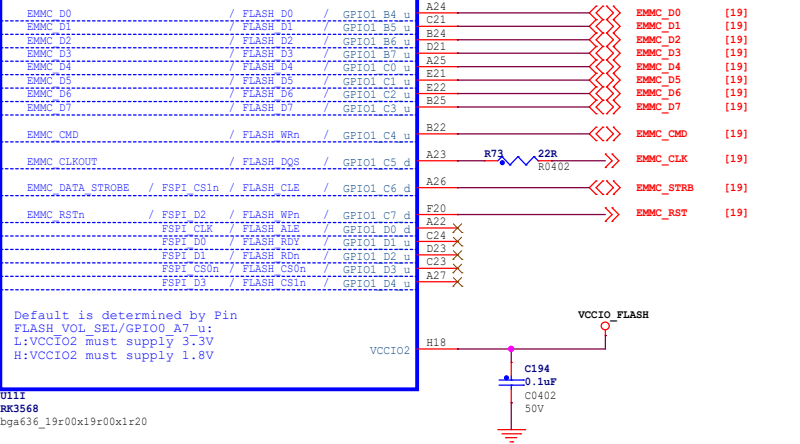 EMMC_D0 / FLASH_D0 / GPIO1_B4_u A24 EMMC_D0 [19]
EMMC_D1 / FLASH_D1 / GPIO1_B5_u C21 EMMC_D1 [19]
EMMC_D2 / FLASH_D2 / GPIO1_B6_u B24 EMMC_D2 [19]
EMMC_D3 / FLASH_D3 / GPIO1_B7_u D21 EMMC_D3 [19]
EMMC_D4 / FLASH_D4 / GPIO1_C0_u A25 EMMC_D4 [19]
EMMC_D5 / FLASH_D5 / GPIO1_C1_u E21 EMMC_D5 [19]
EMMC_D6 / FLASH_D6 / GPIO1_C2_u E22 EMMC_D6 [19]
EMMC_D7 / FLASH_D7 / GPIO1_C3_u B25 EMMC_D7 [19]
EMMC_CMD / FLASH_WRn / GPIO1_C4_u B22 EMMC_CMD [19]
EMMC_CLKOUT / FLASH_DQS / GPIO1_C5_d A23 R73 22R EMMC_CLK [19]
R0402
EMMC_DATA_STROBE / FSPI_CS1n / FLASH_CLE / GPIO1_C6_d A26 EMMC_STRB [19]
EMMC_RSTn / FSPI_D2 / FLASH_WPn / GPIO1_C7_d F20 EMMC_RST [19]
FSPI_CLK / FLASH_ALE / GPIO1_D0_d A22
FSPI_D0 / FLASH_RDY / GPIO1_D1_u C24
FSPI_D1 / FLASH_RDn / GPIO1_D2_u D23
FSPI_CS0n / FLASH_CS0n / GPIO1_D3_u C23
FSPI_D3 / FLASH_CS1n / GPIO1_D4_u A27
Default is determined by Pin
FLASH_VOL_SEL/GPIO0_A7_u:
L:VCCIO2 must supply 3.3V
H:VCCIO2 must supply 1.8V
VCCIO2 H18
VCCIO_FLASH
C194
0.1uF
C0402
50V
U11I
RK3568
bga636_19r00x19r00x1r20